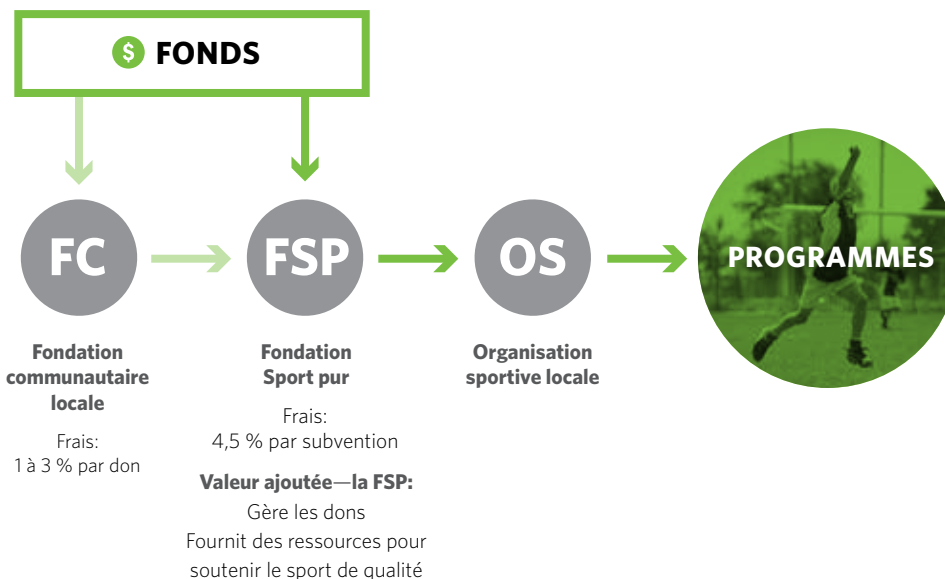 $ FONDS
FC
FSP
OS
PROGRAMMES
Fondation
communautaire
locale
Frais:
1 à 3 % par don
Fondation
Sport pur
Frais:
4,5 % par subvention
Valeur ajoutée—la FSP:
Gère les dons
Fournit des ressources pour
soutenir le sport de qualité
Organisation
sportive locale